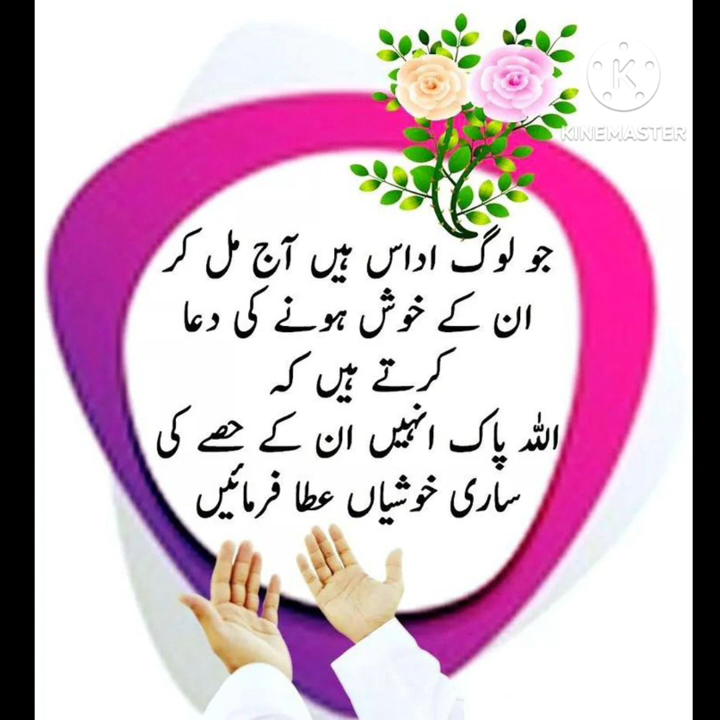 KINEMASTER
جو لوگ اداس ہیں آج مل کر
ان کے خوش ہونے کی دعا
کرتے ہیں کہ
اللہ پاک انہیں ان کے حصے کی
ساری خوشیاں عطا فرمائیں